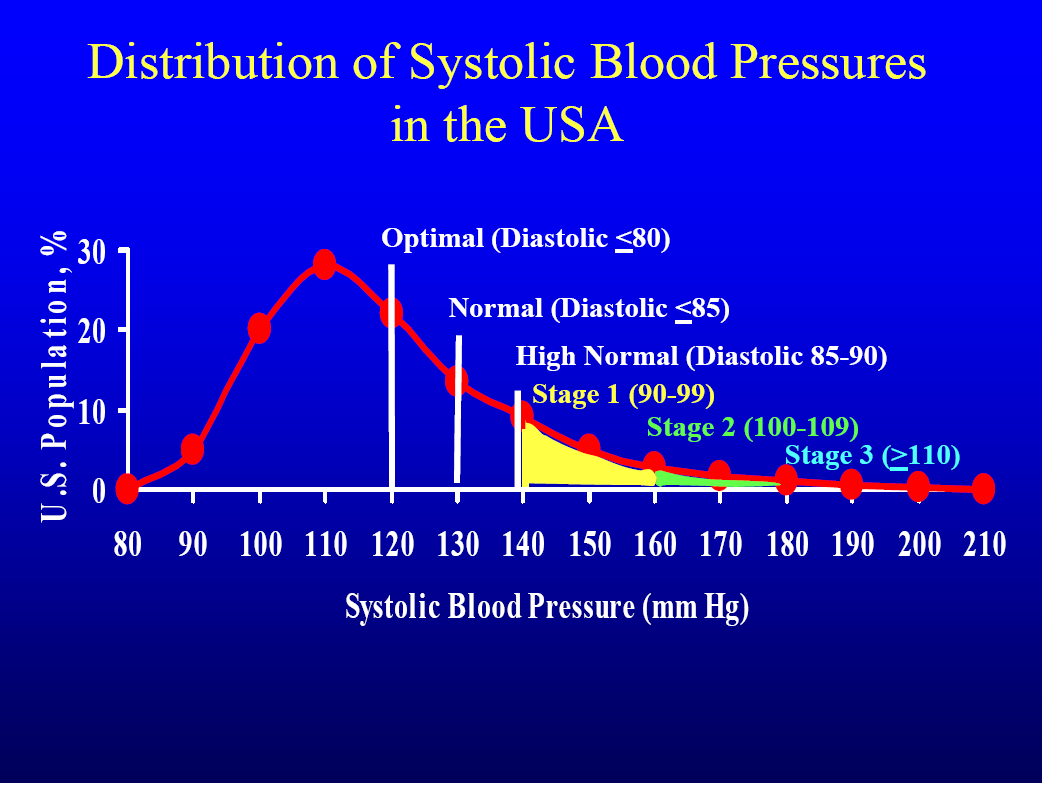 Distribution of Systolic Blood Pressures
in the USA
U.S. Population, %
30
20
10
0
Optimal (Diastolic ≤80)
Normal (Diastolic ≤85)
High Normal (Diastolic 85-90)
Stage 1 (90-99)
Stage 2 (100-109)
Stage 3 (≥110)
80 90 100 110 120 130 140 150 160 170 180 190 200 210
Systolic Blood Pressure (mm Hg)